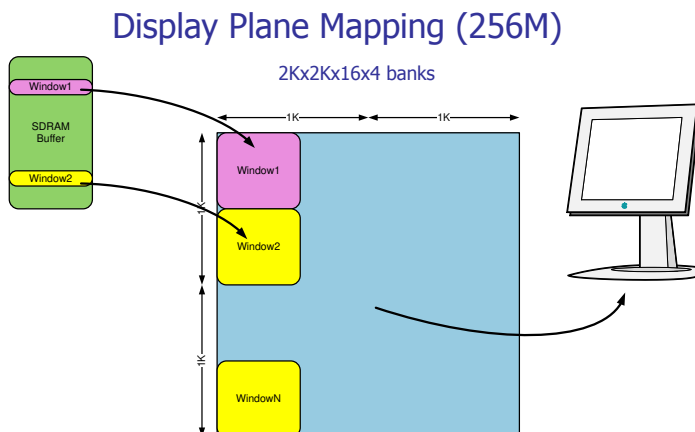 Display Plane Mapping (256M)
2Kx2Kx16x4 banks
Window1
SDRAM
Buffer
Window2
1K
1K
Window1
1K
Window2
1K
WindowN